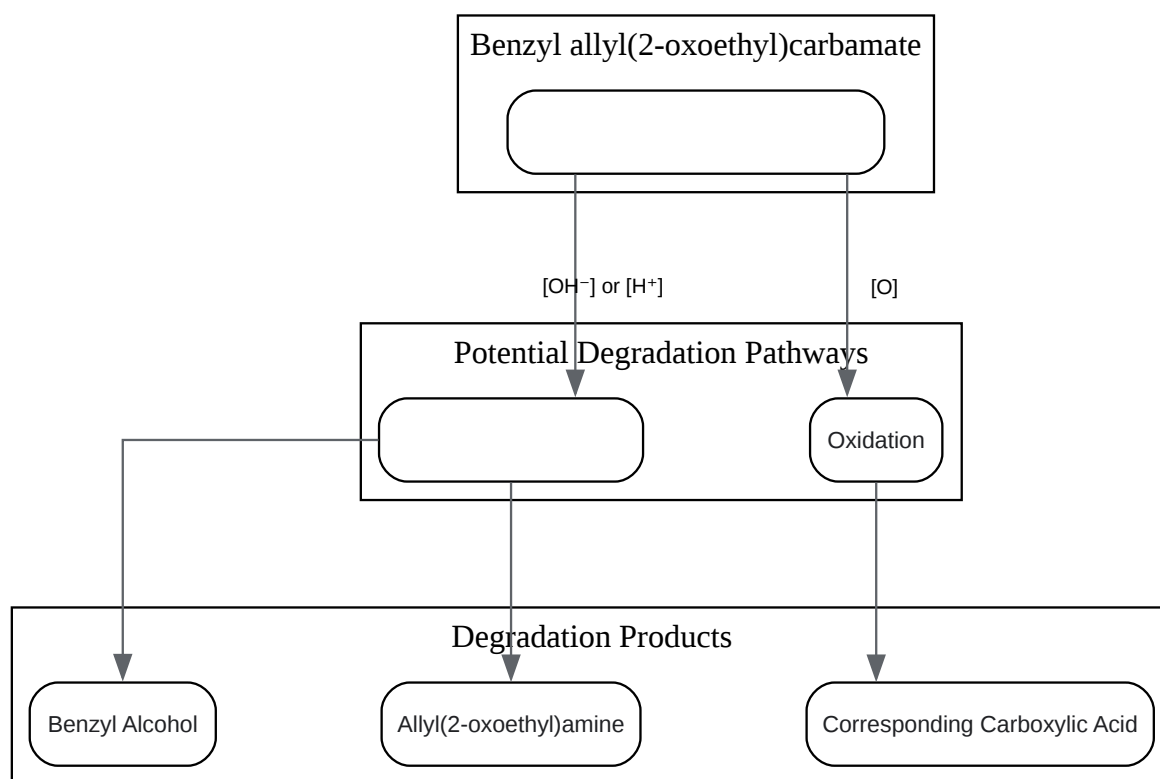 Benzyl allyl(2-oxoethyl)carbamate
[OH⁻] or [H⁺]
[O]
Potential Degradation Pathways
Oxidation
Degradation Products
Benzyl Alcohol
Allyl(2-oxoethyl)amine
Corresponding Carboxylic Acid